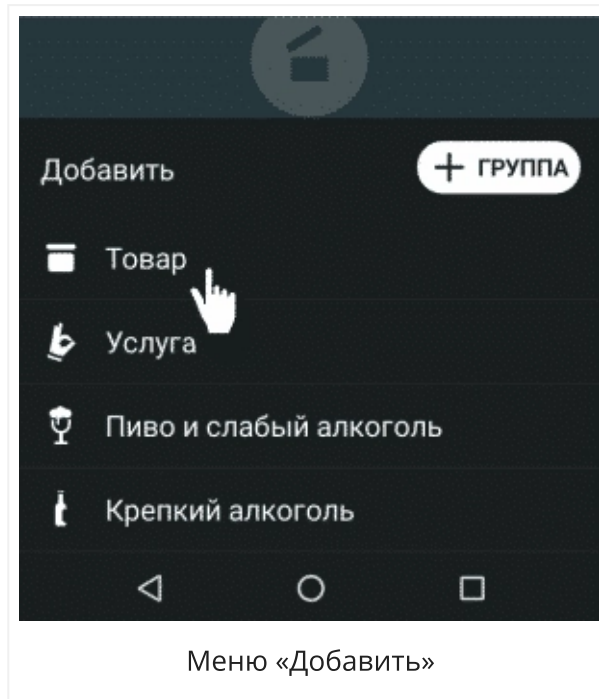 Добавить
ГРУППА
Товар
Услуга
Пиво и слабый алкоголь
Крепкий алкоголь
Меню «Добавить»